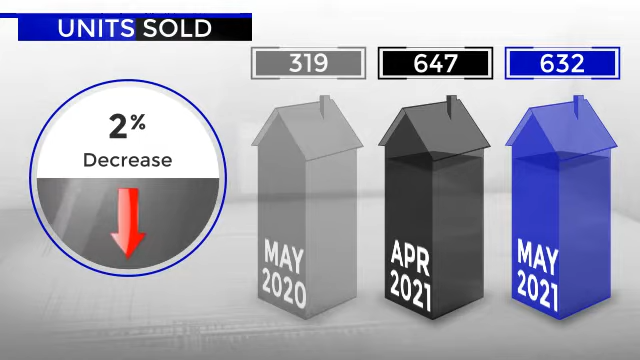 UNITS SOLD
319
647
632
2%
Decrease
MAY
2020
APR
2021
MAY
2021